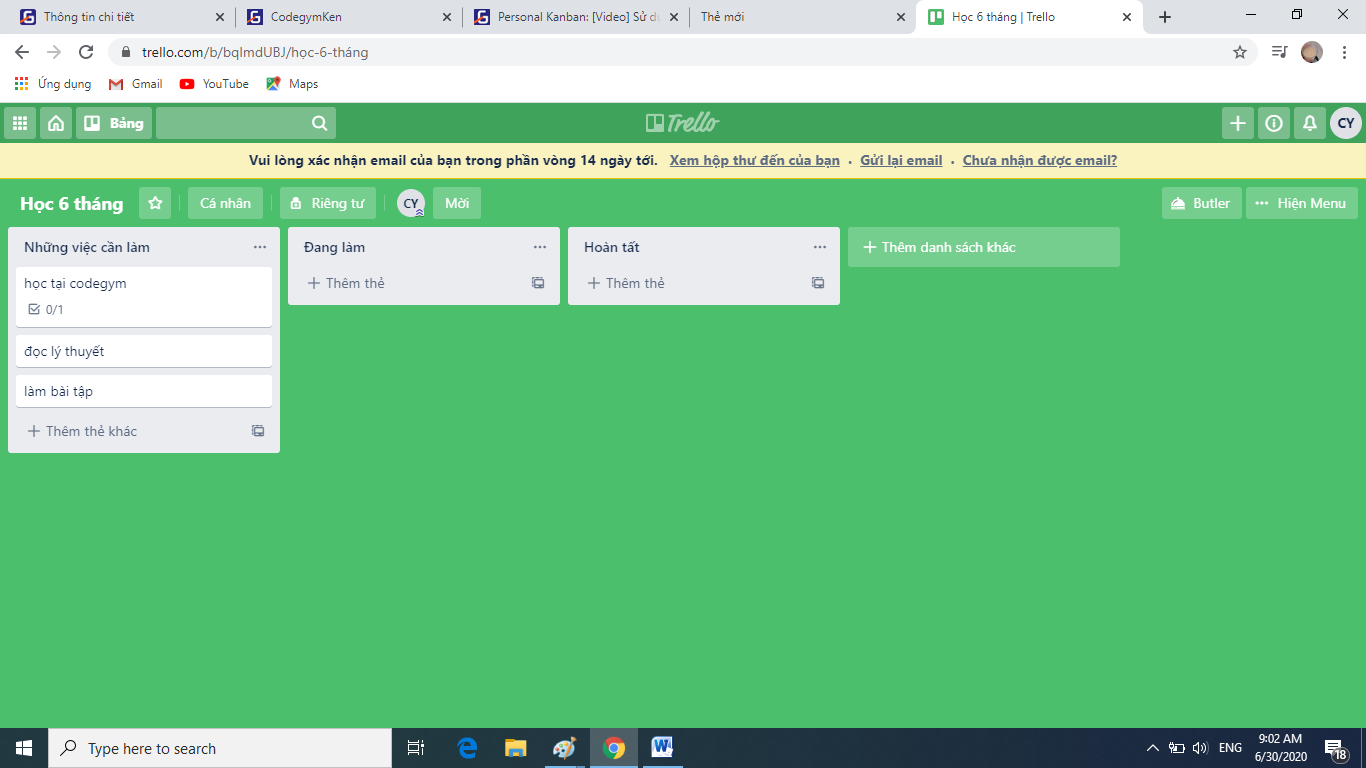 Thông tin chi tiết
CodegymKen
Personal Kanban: [Video] Sử dụ
Thẻ mới
Học 6 tháng | Trello
trello.com/b/bqlmdUBJ/học-6-tháng
Ứng dụng
Gmail
YouTube
Maps
Bảng
Trello
CY
Vui lòng xác nhận email của bạn trong phần vòng 14 ngày tới. Xem hộp thư đến của bạn · Gửi lại email · Chưa nhận được email?
Học 6 tháng
Cá nhân
Riêng tư
CY
Mời
Butler
Hiện Menu
Những việc cần làm
học tại codegym
0/1
đọc lý thuyết
làm bài tập
Thêm thẻ khác
Đang làm
Thêm thẻ
Hoàn tất
Thêm thẻ
Thêm danh sách khác
Type here to search
ENG
9:02 AM
6/30/2020
18